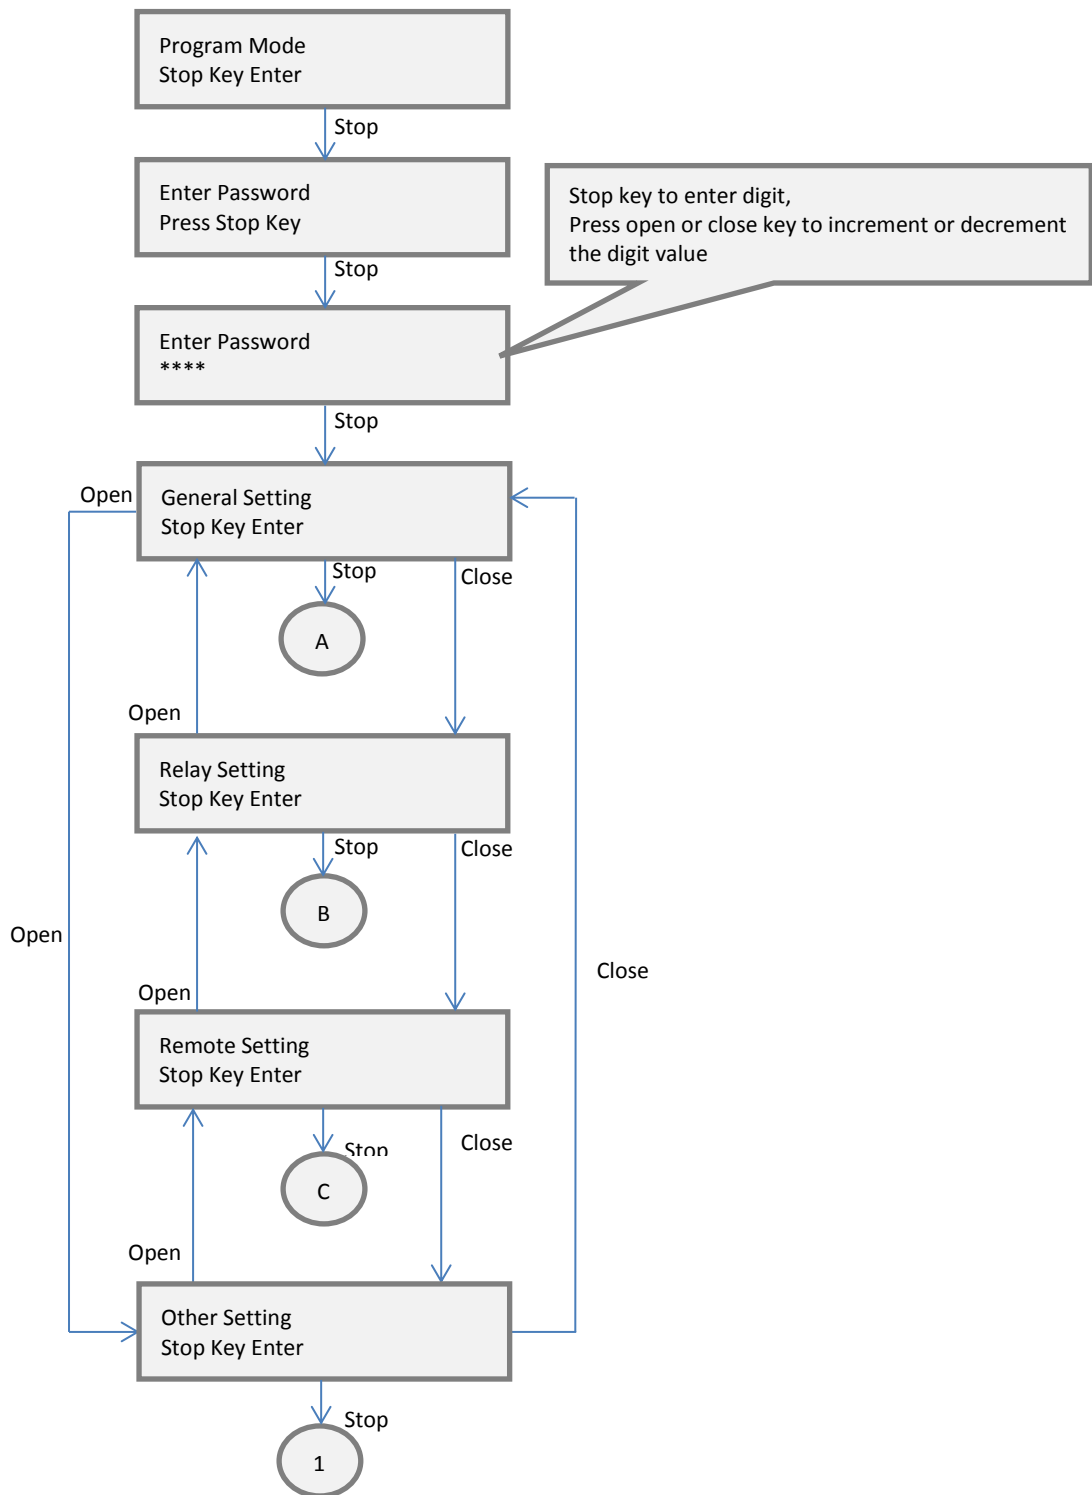 Program Mode
Stop Key Enter
Stop
Enter Password
Press Stop Key
Stop key to enter digit,
Press open or close key to increment or decrement
the digit value
Stop
Enter Password
****
Stop
Open
General Setting
Stop Key Enter
Stop
Close
A
Open
Relay Setting
Stop Key Enter
Stop
Close
B
Open
Close
Open
Remote Setting
Stop Key Enter
Stop
Close
C
Open
Other Setting
Stop Key Enter
Stop
1